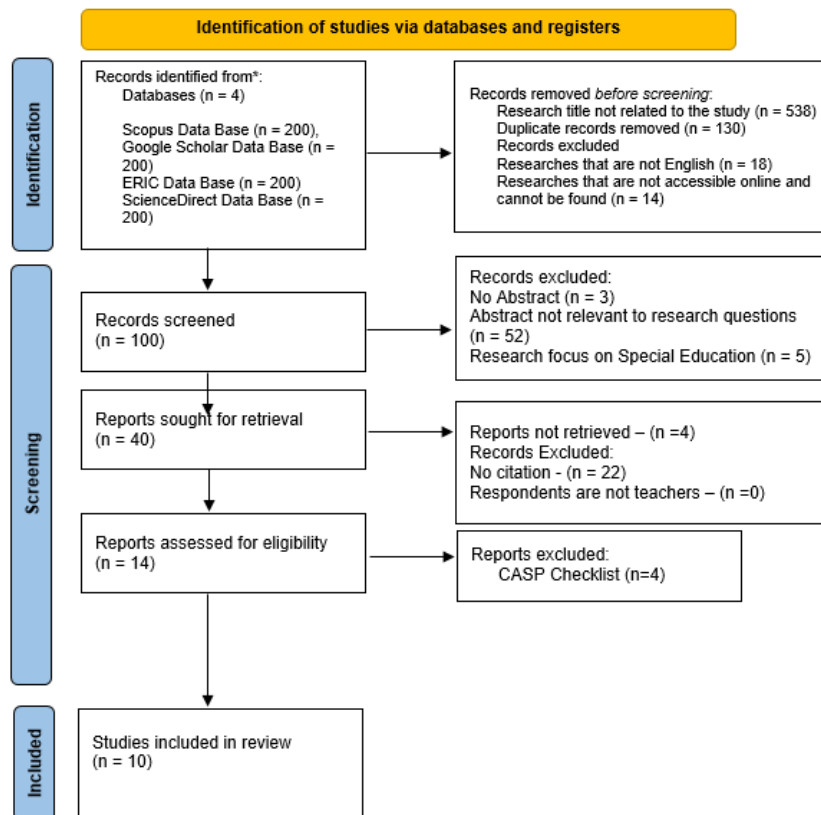 Identification of studies via databases and registers
Identification
Records identified from*:
Databases (n = 4)
Scopus Data Base (n = 200),
Google Scholar Data Base (n =
200)
ERIC Data Base (n = 200)
ScienceDirect Data Base (n =
200)
Records removed before screening:
Research title not related to the study (n = 538)
Duplicate records removed (n = 130)
Records excluded
Researches that are not English (n = 18)
Researches that are not accessible online and
cannot be found (n = 14)
Screening
Records screened
(n = 100)
Records excluded:
No Abstract (n = 3)
Abstract not relevant to research questions
(n = 52)
Research focus on Special Education (n = 5)
Reports sought for retrieval
(n = 40)
Reports not retrieved – (n =4)
Records Excluded:
No citation - (n = 22)
Respondents are not teachers – (n =0)
Reports assessed for eligibility
(n = 14)
Reports excluded:
CASP Checklist (n=4)
Included
Studies included in review
(n = 10)